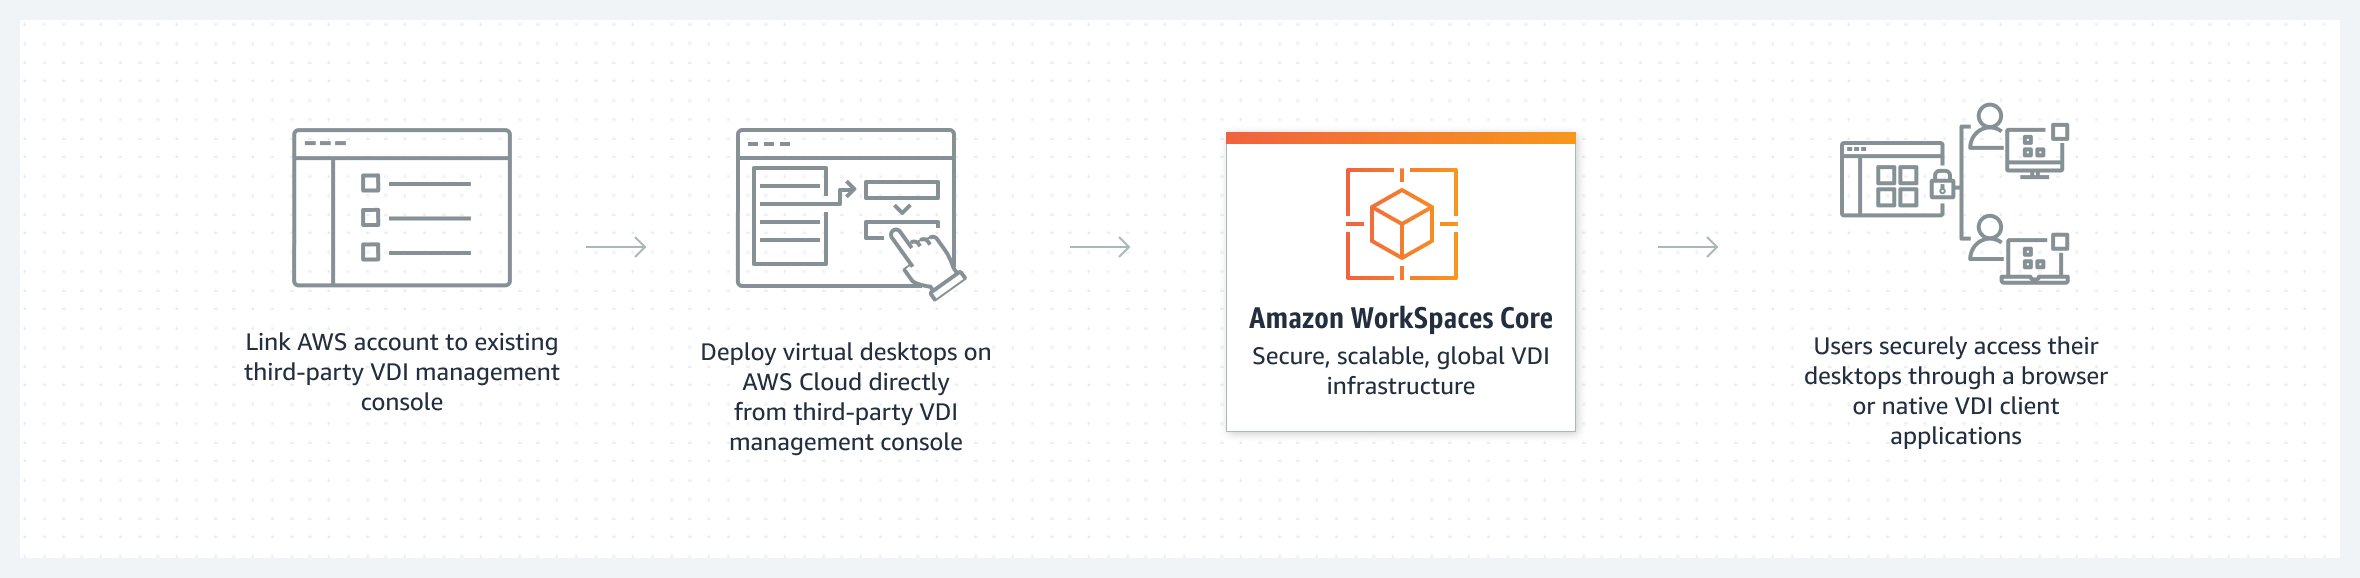 Link AWS account to existing
third-party VDI management
console
Deploy virtual desktops on
AWS Cloud directly
from third-party VDI
management console
Amazon WorkSpaces Core
Secure, scalable, global VDI
infrastructure
Users securely access their
desktops through a browser
or native VDI client
applications